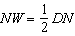 NW = 1/2 DN